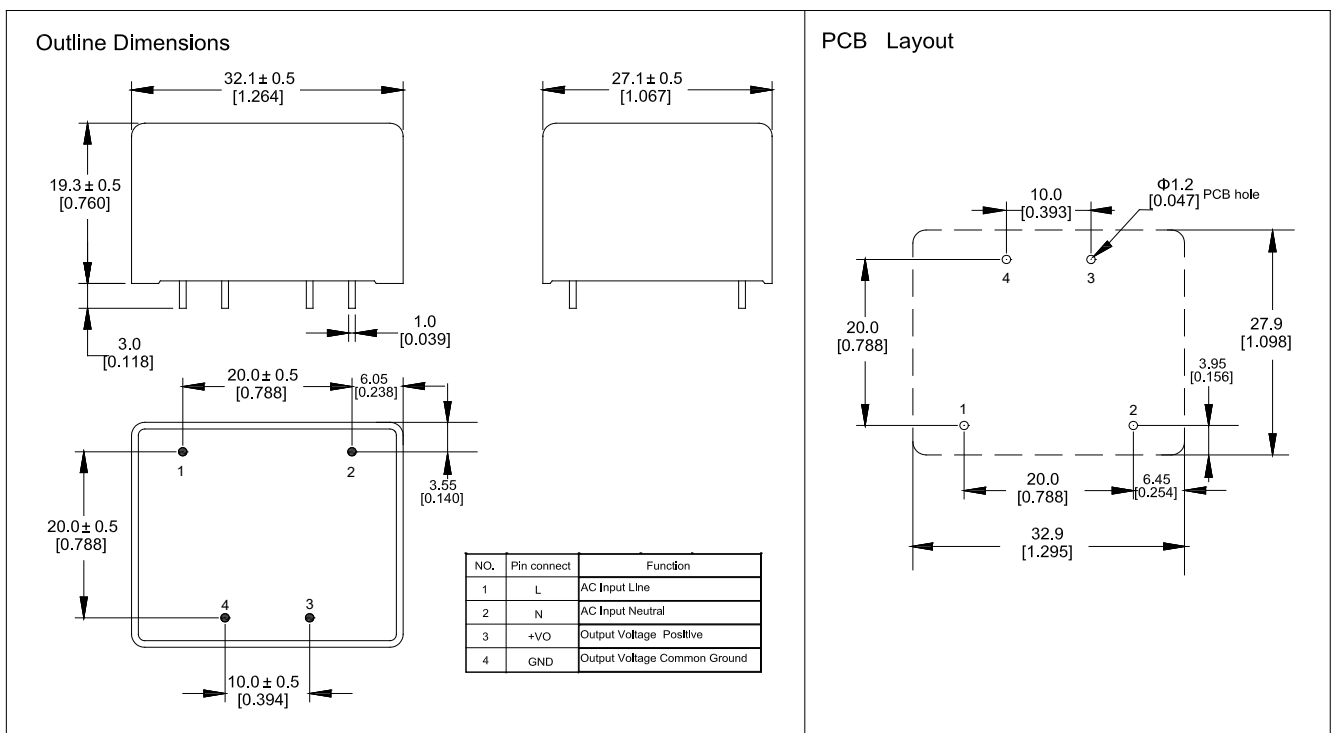 Outline Dimensions
32.1 ± 0.5
[1.264]
27.1 ± 0.5
[1.067]
19.3 ± 0.5
[0.760]
3.0
[0.118]
1.0
[0.039]
20.0 ± 0.5
[0.788]
6.05
[0.238]
1
2
3.55
[0.140]
20.0 ± 0.5
[0.788]
4
3
10.0 ± 0.5
[0.394]
NO. Pin connect Function
1 L AC Input Line
2 N AC Input Neutral
3 +VO Output Voltage Positive
4 GND Output Voltage Common Ground
PCB Layout
10.0
[0.393]
Φ1.2
[0.047] PCB hole
4
3
20.0
[0.788]
27.9
[1.098]
3.95
[0.156]
1
2
20.0
[0.788]
6.45
[0.254]
32.9
[1.295]